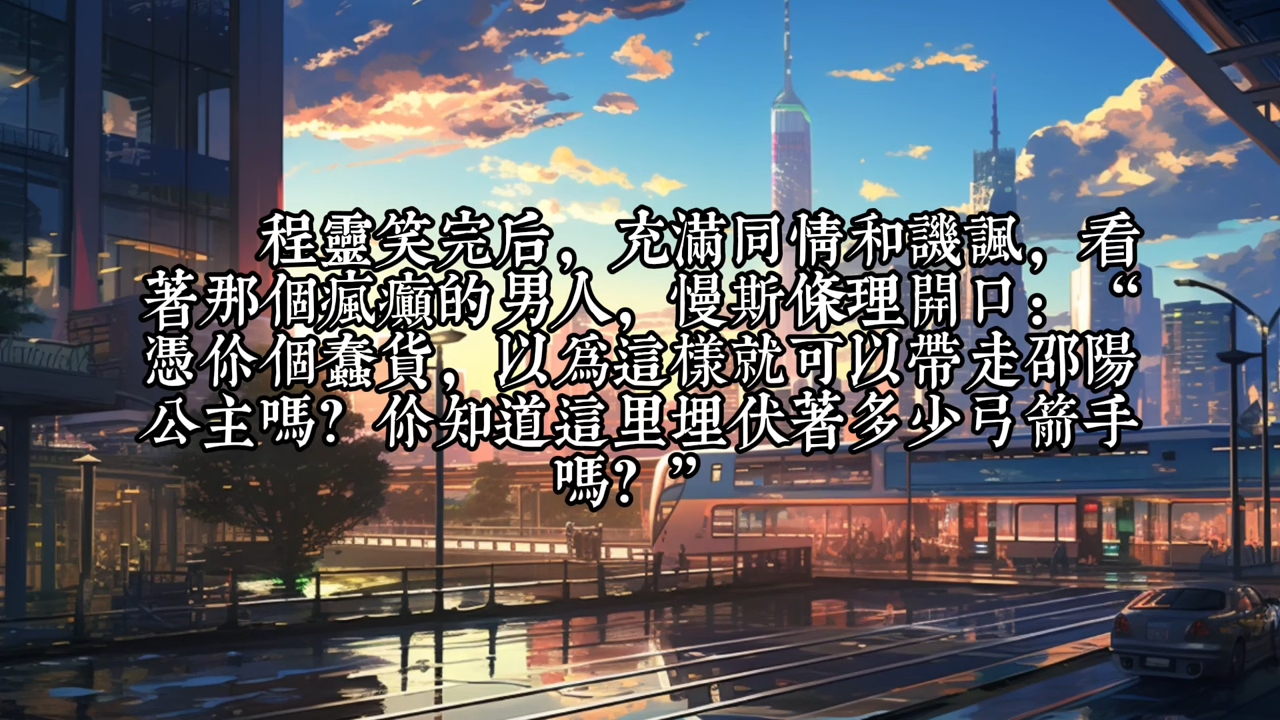 程靈笑完后，充滿同情和譏諷，看
著那個瘋癲的男人，慢斯條理開口：“
憑你個蠢貨，以爲這樣就可以帶走邵陽
公主嗎？你知道這里埋伏著多少弓箭手
嗎？”